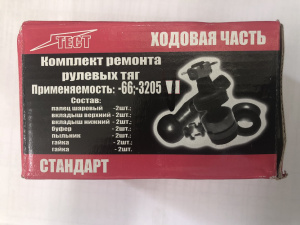 ТЕСТ
ХОДОВАЯ ЧАСТЬ
Комплект ремонта
рулевых тяг
Применяемость: -66;-3205 VI
Состав:
палец шаровый -2шт.;
вкладыш верхний - 2шт.;
вкладыш нижний - 2шт.;
буфер - 2шт.;
пыльник - 2шт.;
гайка - 2шт.;
гайка - 2шт.
СТАНДАРТ